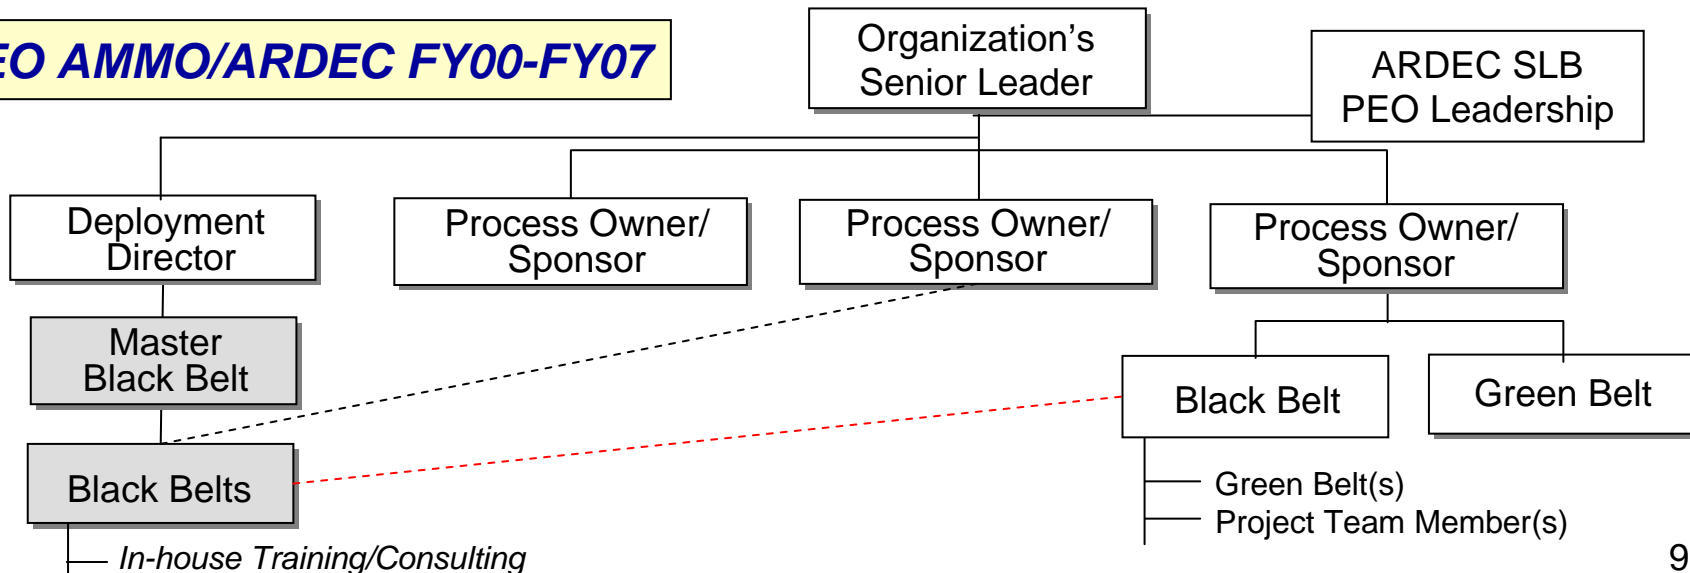 EO AMMO/ARDEC FY00-FY07
Organization's
Senior Leader
ARDEC SLB
PEO Leadership
Deployment
Director
Process Owner/
Sponsor
Process Owner/
Sponsor
Process Owner/
Sponsor
Master
Black Belt
Black Belt
Green Belt
Black Belts
Green Belt(s)
Project Team Member(s)
In-house Training/Consulting
9